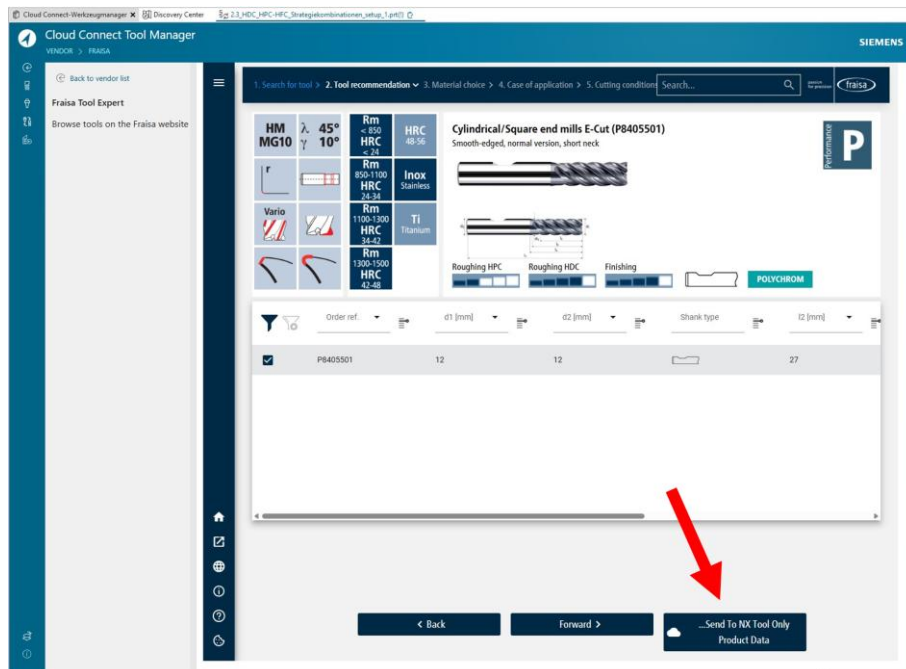 Cloud Connect-Werkzeugmanager
Discovery Center
2.3_HDC_HPC-HFC_Strategiekombinationen_setup_1.prt
Cloud Connect Tool Manager
VENDOR > FRAISA
SIEMENS
Back to vendor list
Fraisa Tool Expert
Browse tools on the Fraisa website
1. Search for tool > 2. Tool recommendation 3. Material choice > 4. Case of application > 5. Cutting condition
Search...
passion for precision
fraisa
HM MG10
λ 45°
γ 10°
Rm < 850 HRC < 24
HRC 48-56
r
Rm 850-1100 HRC 24-34
Inox Stainless
Vario
Rm 1100-1300 HRC 34-42
Ti Titanium
Rm 1300-1500 HRC 42-48
Cylindrical/Square end mills E-Cut (P8405501)
Smooth-edged, normal version, short neck
Performance
P
Roughing HPC
Roughing HDC
Finishing
POLYCHROM
Order ref.
d1 [mm]
d2 [mm]
Shank type
l2 [mm]
P8405501
12
12
27
< Back
Forward >
...Send To NX Tool Only
Product Data